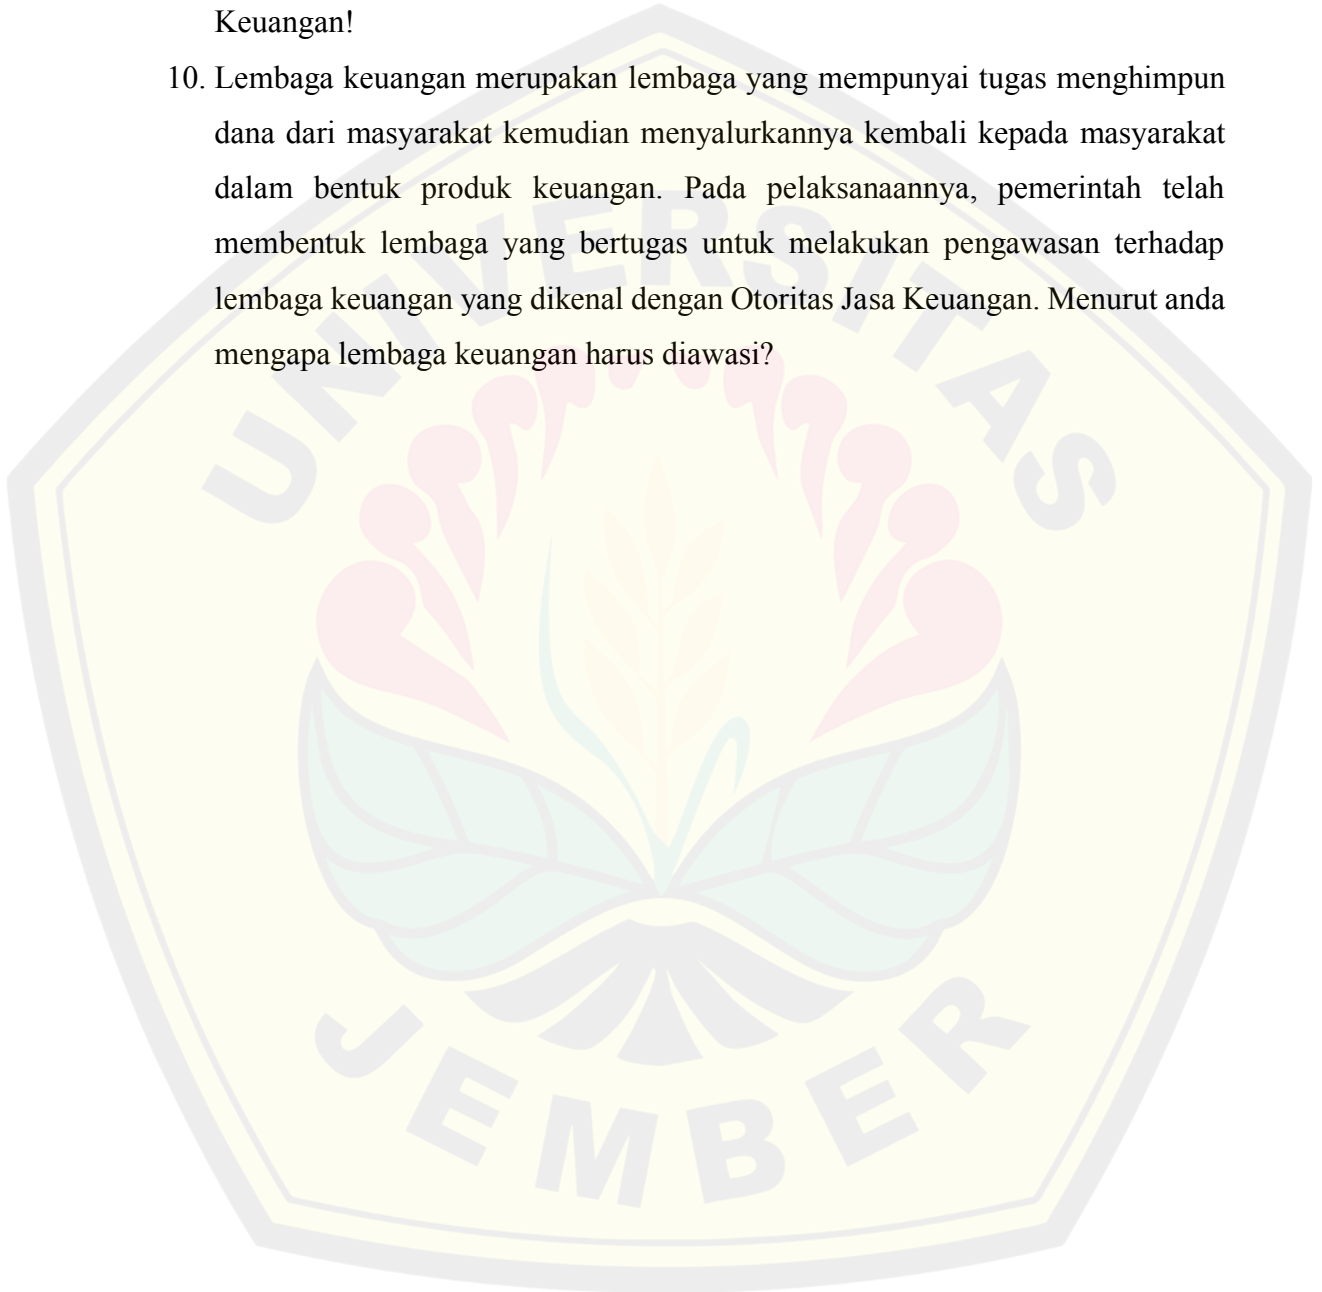 Keuangan!
10. Lembaga keuangan merupakan lembaga yang mempunyai tugas menghimpun
dana dari masyarakat kemudian menyalurkannya kembali kepada masyarakat
dalam bentuk produk keuangan. Pada pelaksanaannya, pemerintah telah
membentuk lembaga yang bertugas untuk melakukan pengawasan terhadap
lembaga keuangan yang dikenal dengan Otoritas Jasa Keuangan. Menurut anda
mengapa lembaga keuangan harus diawasi?
UNIVERSITAS
JEMBER